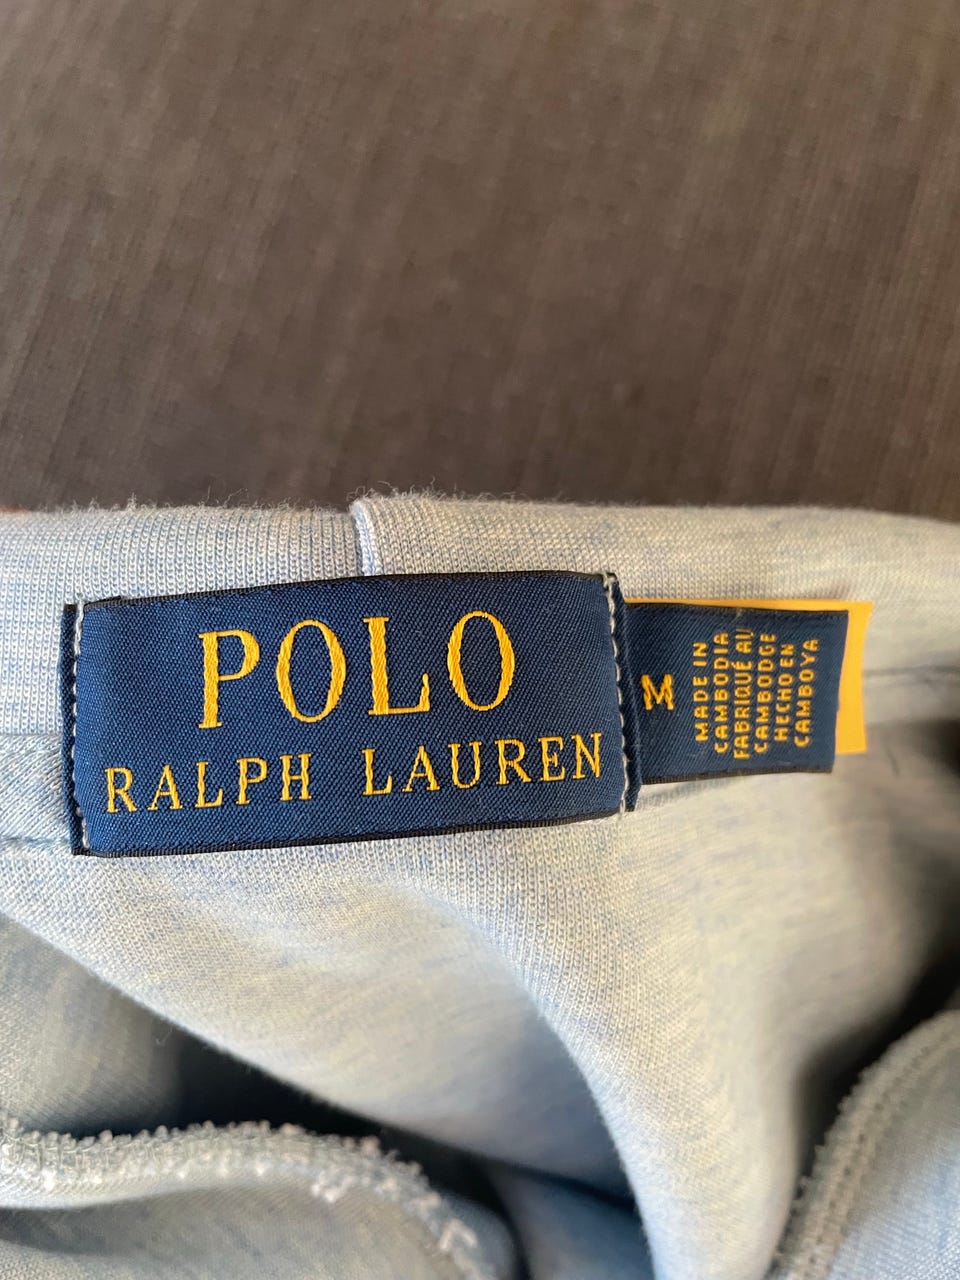 POLO
RALPH LAUREN
M
MADE IN
CAMBODIA
FABRIQUÉ AU
CAMBODGE
HECHO EN
CAMBOYA